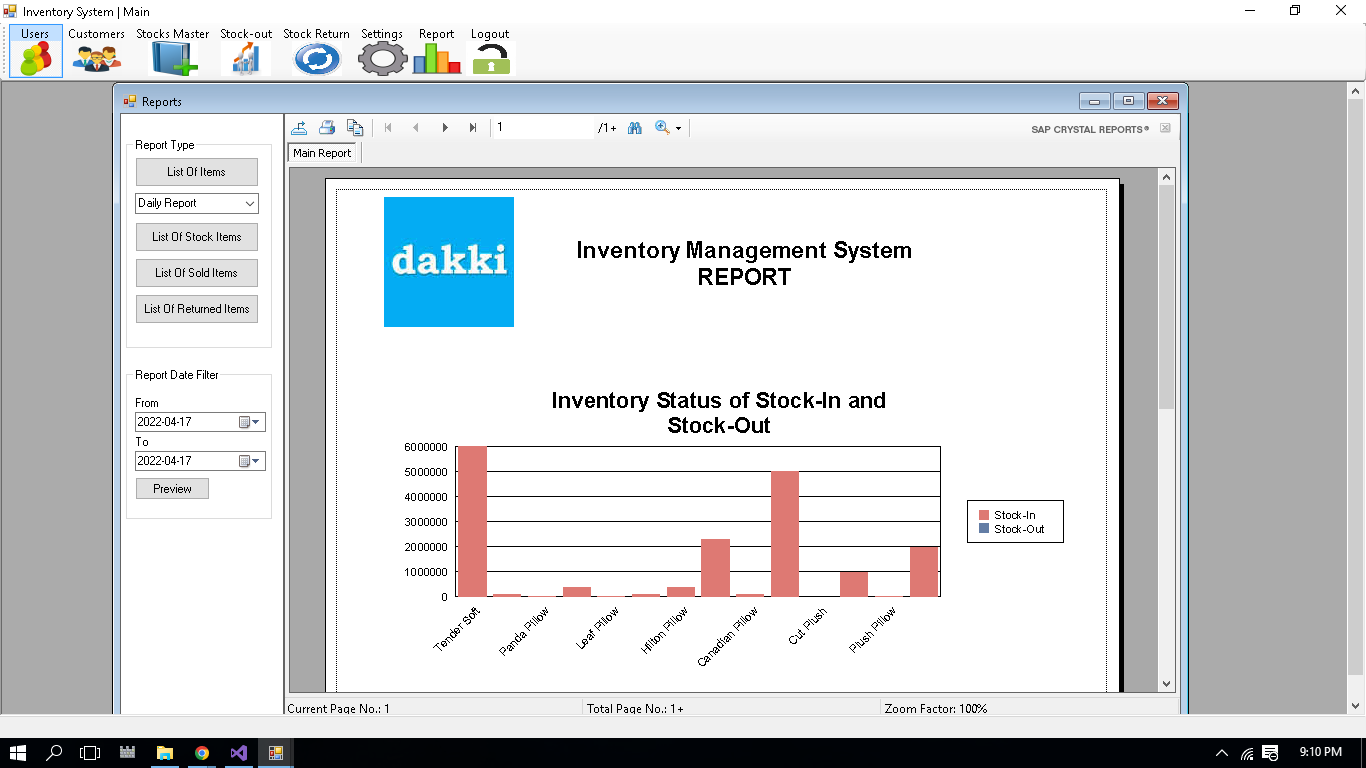 Inventory System | Main
Users Customers Stocks Master Stock-out Stock Return Settings Report Logout
Reports
Report Type
List Of Items
Daily Report
List Of Stock Items
List Of Sold Items
List Of Returned Items
Report Date Filter
From
2022-04-17
To
2022-04-17
Preview
1 /1+
SAP CRYSTAL REPORTS®
Main Report
dakki
Inventory Management System
REPORT
Inventory Status of Stock-In and
Stock-Out
6000000
5000000
4000000
3000000
2000000
1000000
0
Tender Soft
Panda Pillow
Leaf Pillow
Hilton Pillow
Canadian Pillow
Cut Plush
Plush Pillow
Stock-In
Stock-Out
Current Page No.: 1 Total Page No.: 1+ Zoom Factor: 100%
9:10 PM